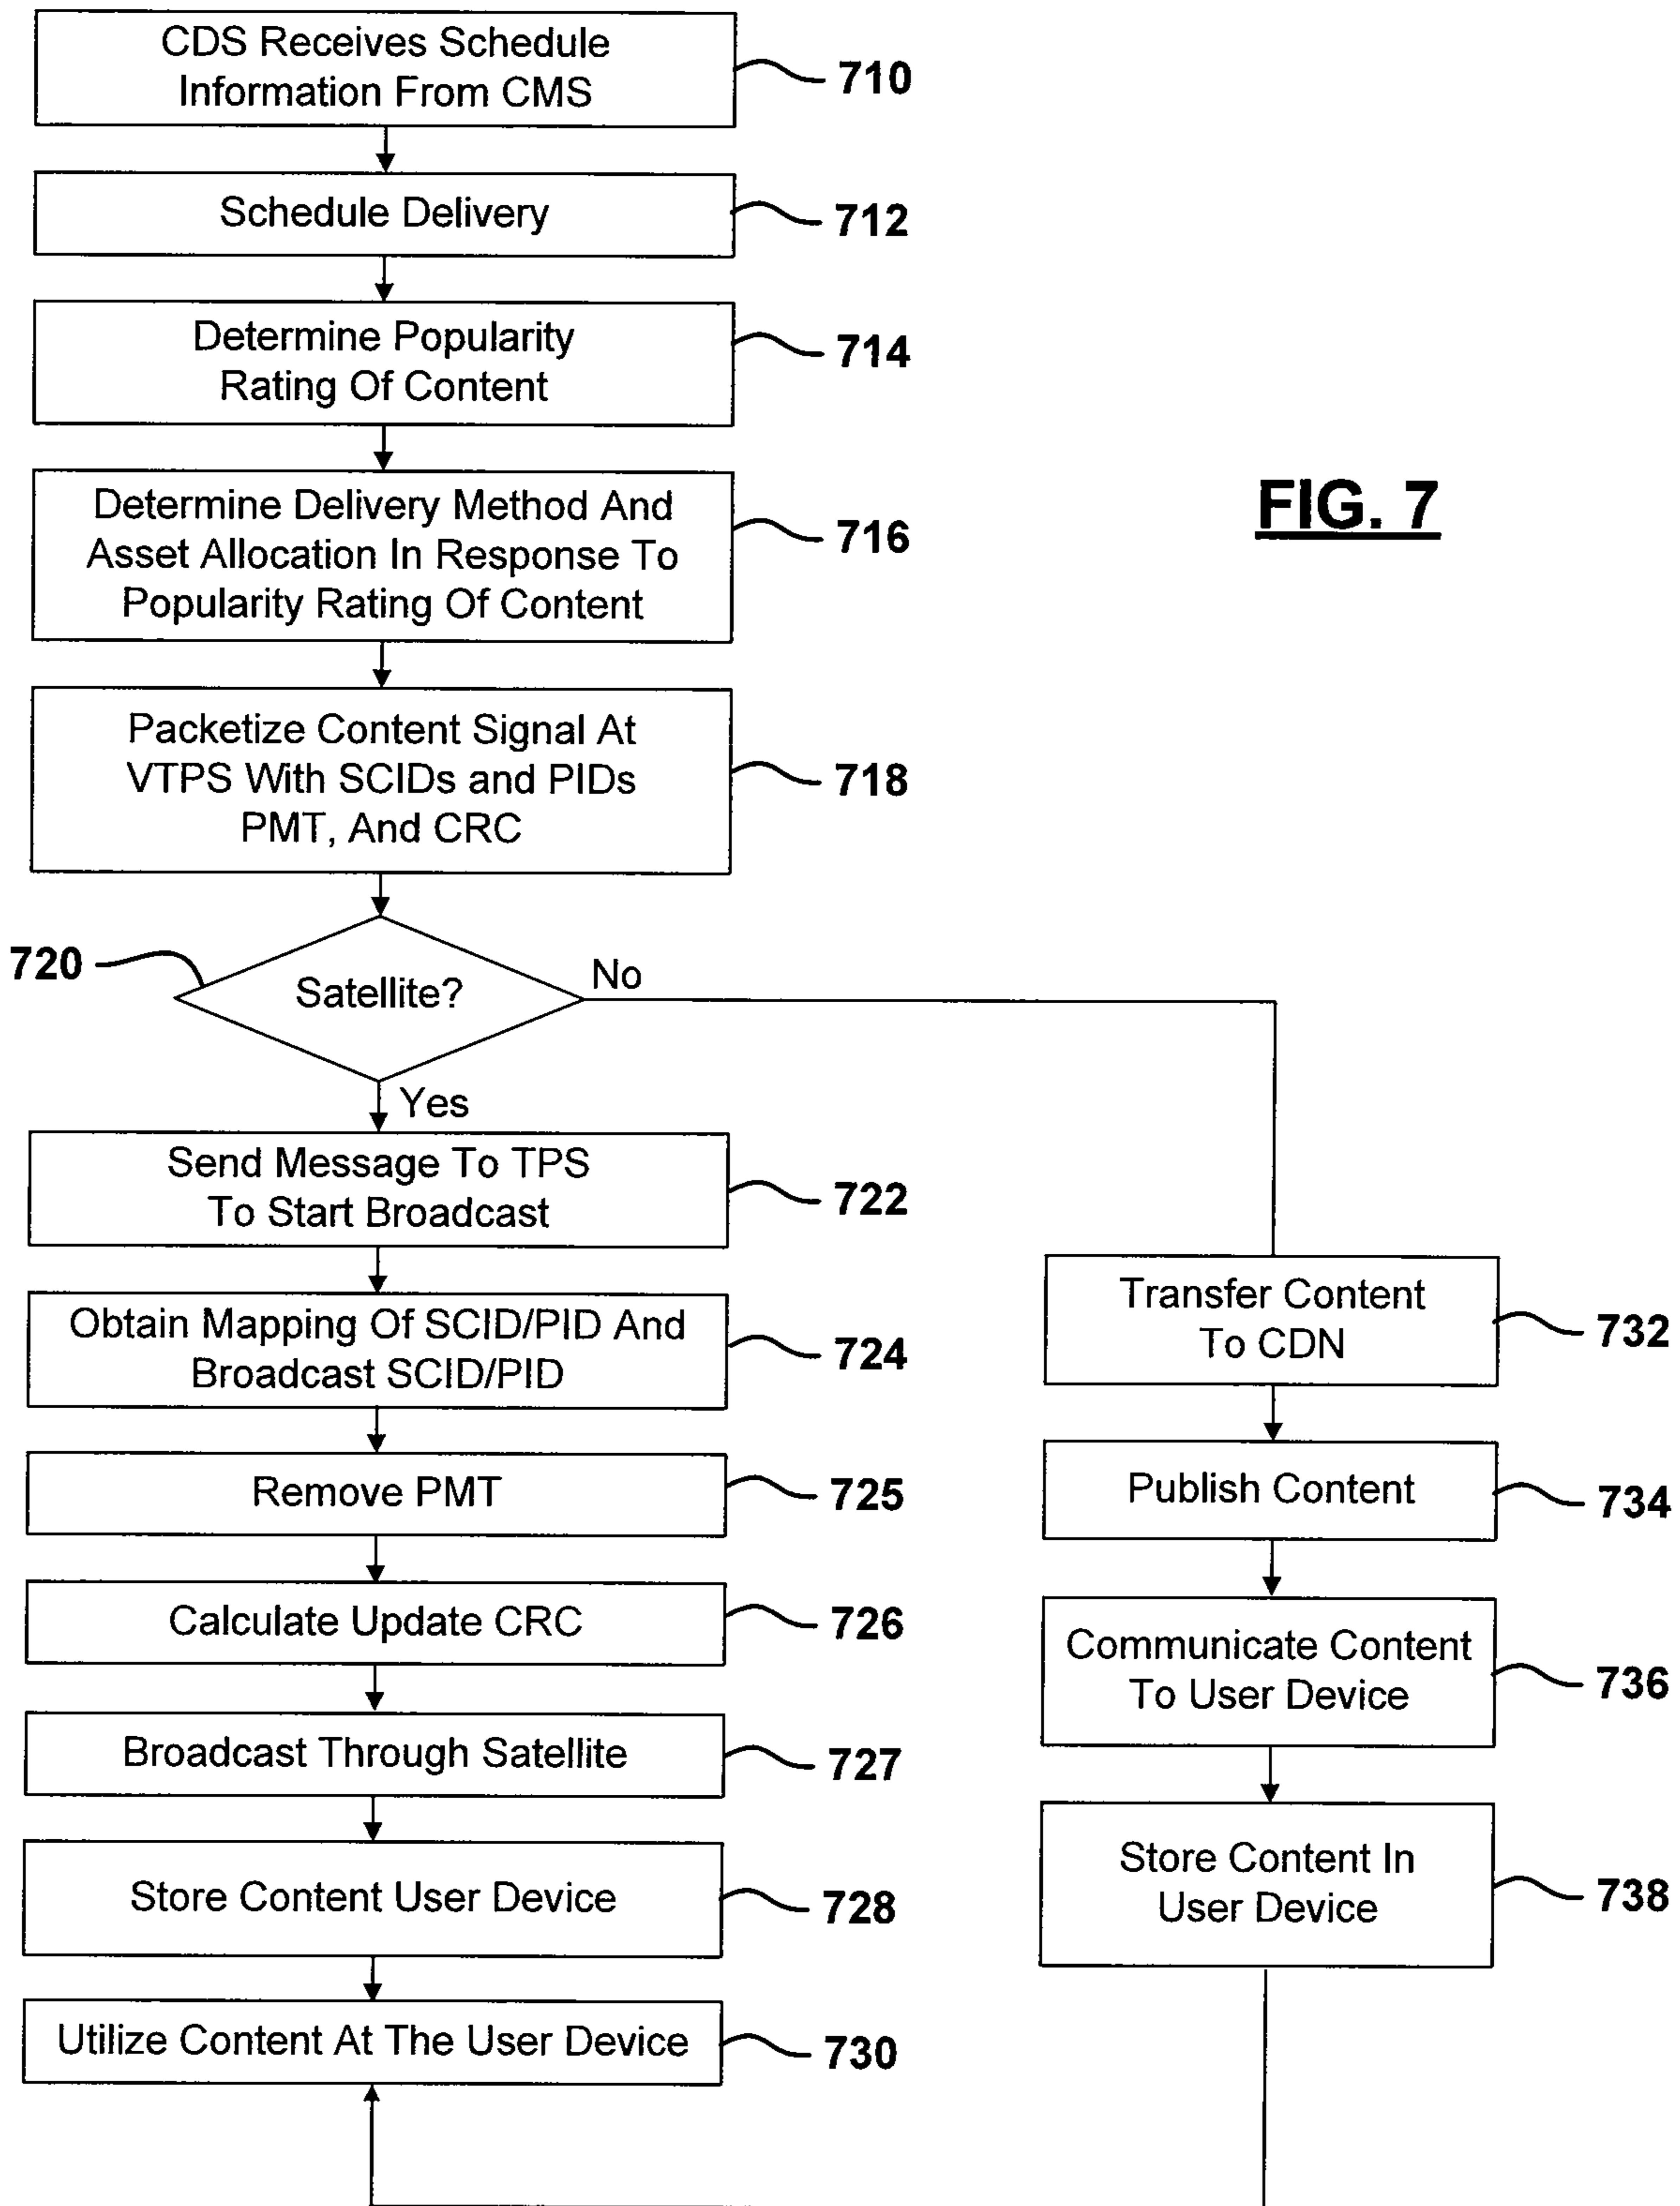 CDS Receives Schedule
Information From CMS
710
Schedule Delivery
712
Determine Popularity
Rating Of Content
714
FIG. 7
Determine Delivery Method And
Asset Allocation In Response To
Popularity Rating Of Content
716
Packetize Content Signal At
VTPS With SCIDs and PIDs
PMT, And CRC
718
720
Satellite?
No
Yes
Send Message To TPS
To Start Broadcast
722
Obtain Mapping Of SCID/PID And
Broadcast SCID/PID
724
Remove PMT
725
Calculate Update CRC
726
Broadcast Through Satellite
727
Store Content User Device
728
Utilize Content At The User Device
730
Transfer Content
To CDN
732
Publish Content
734
Communicate Content
To User Device
736
Store Content In
User Device
738